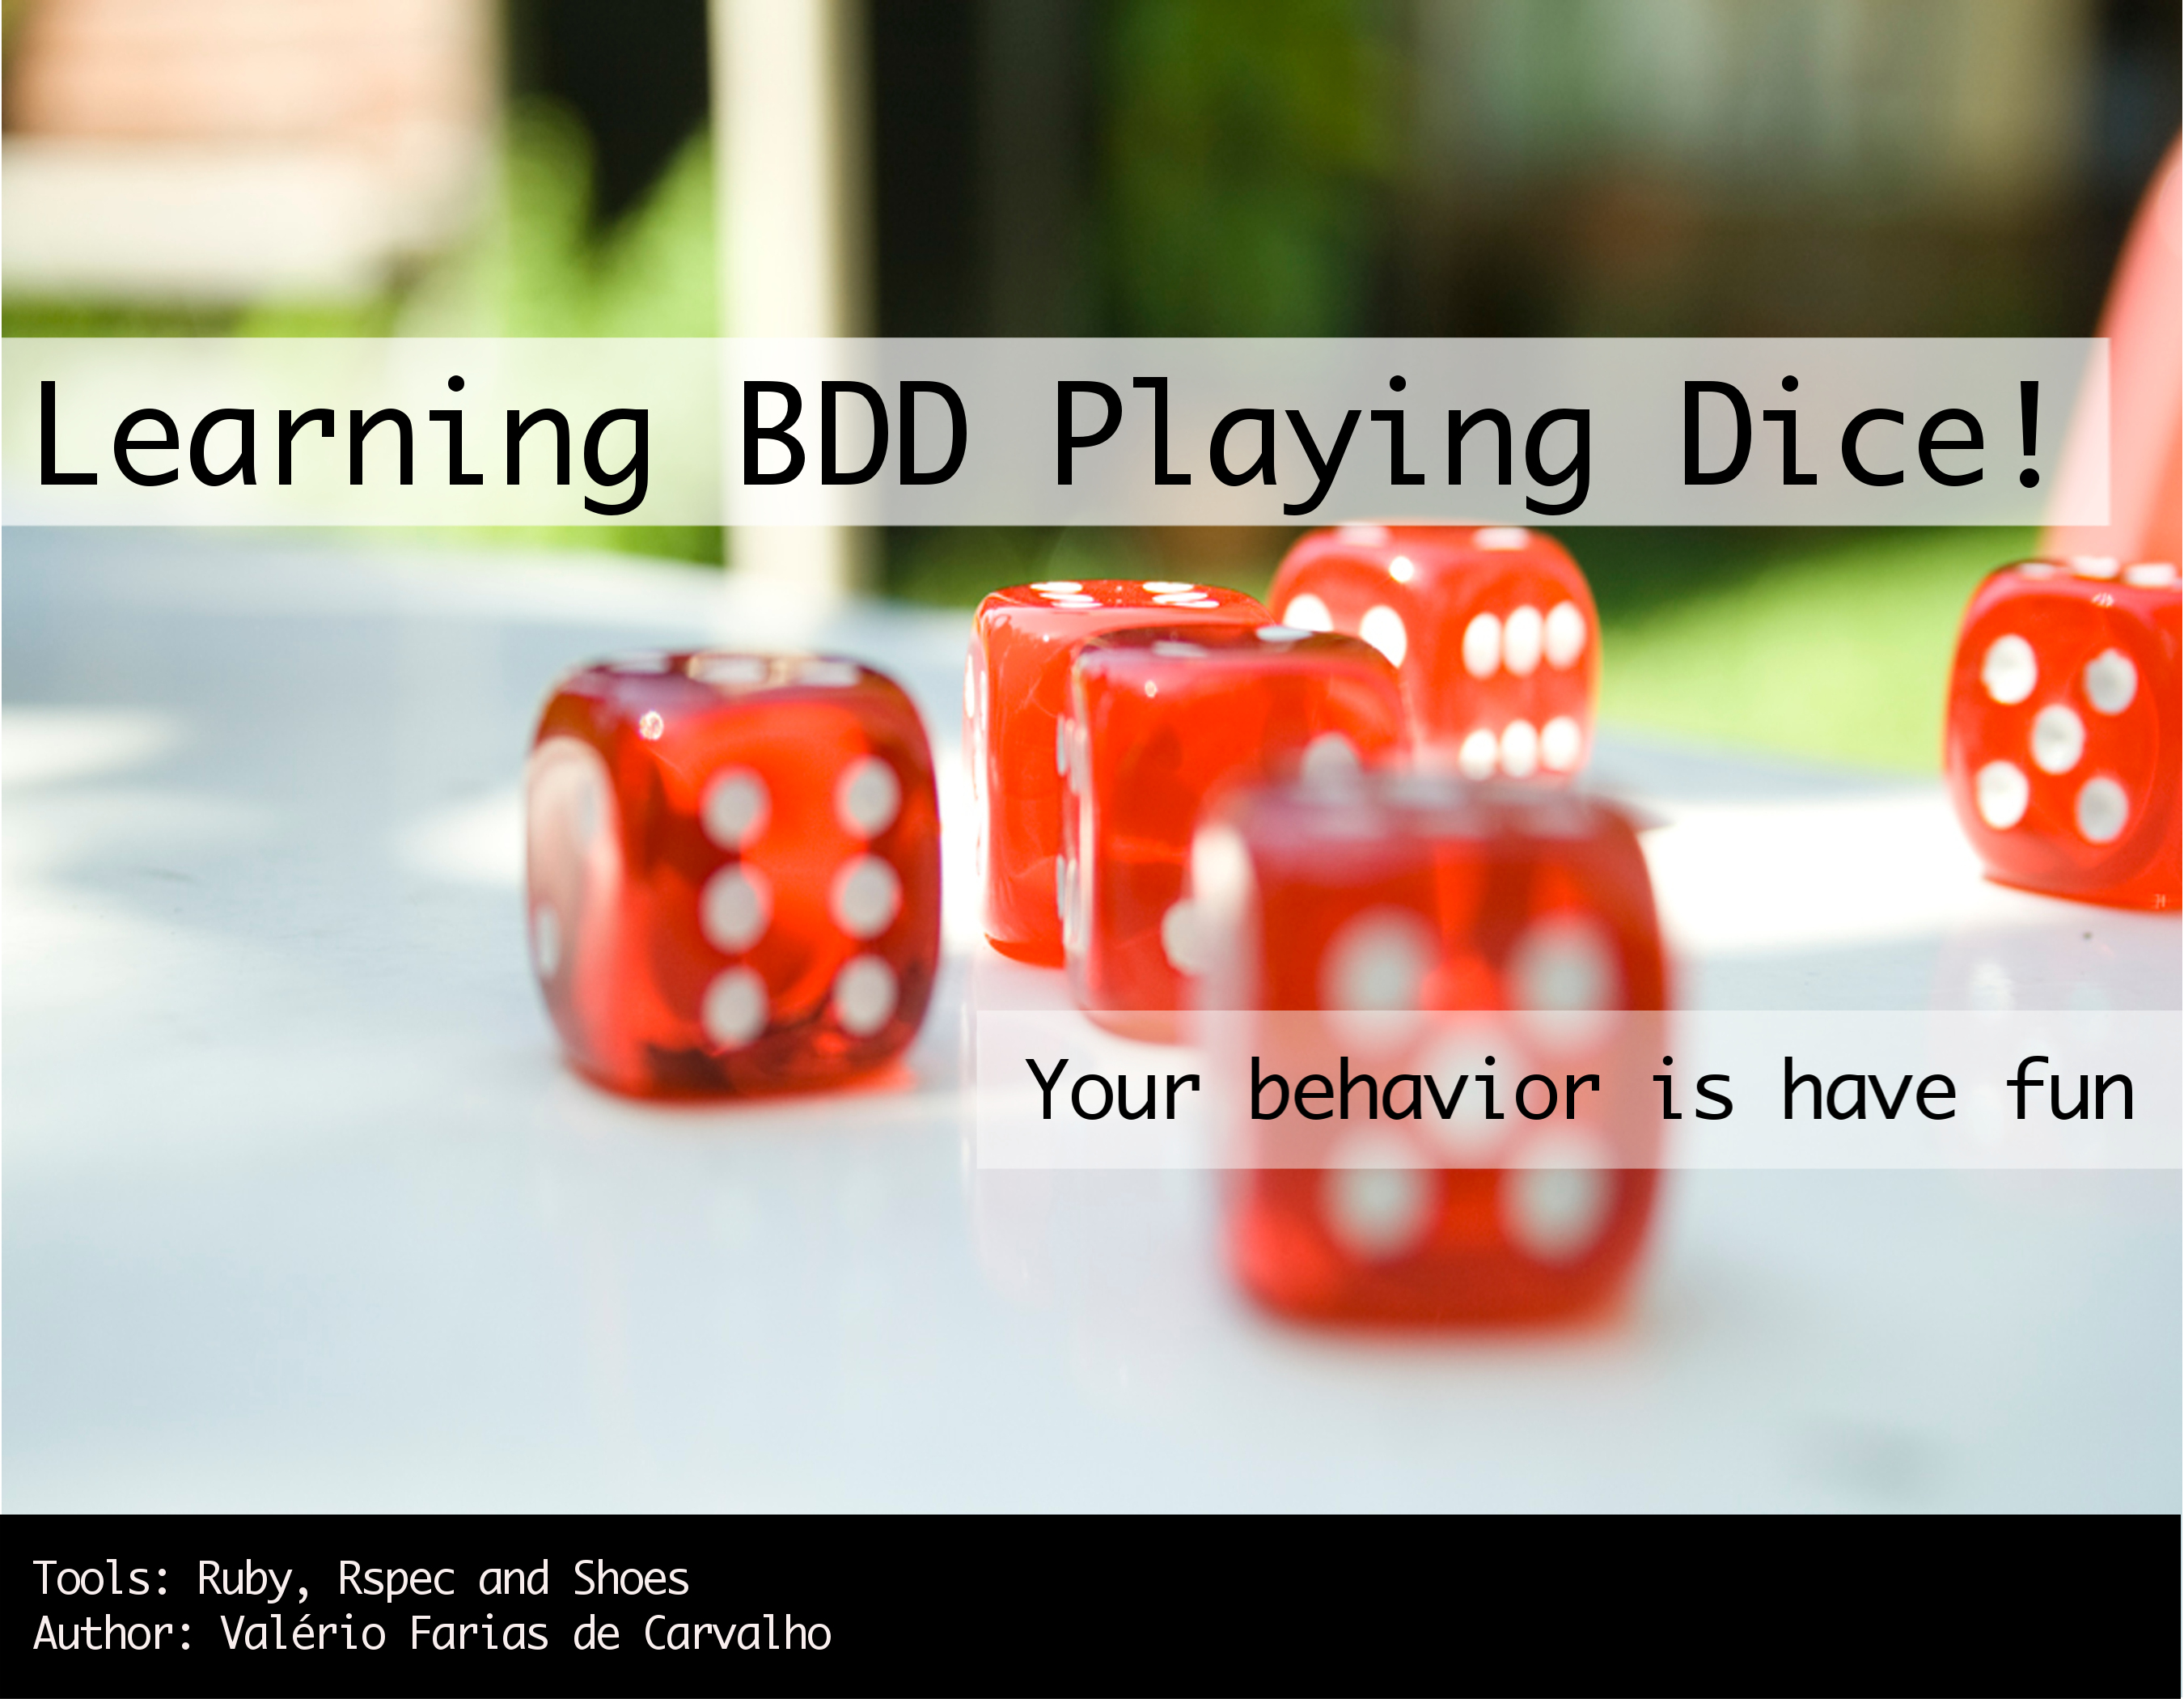 Learning BDD Playing Dice!
Your behavior is have fun
Tools: Ruby, Rspec and Shoes
Author: Valério Farias de Carvalho